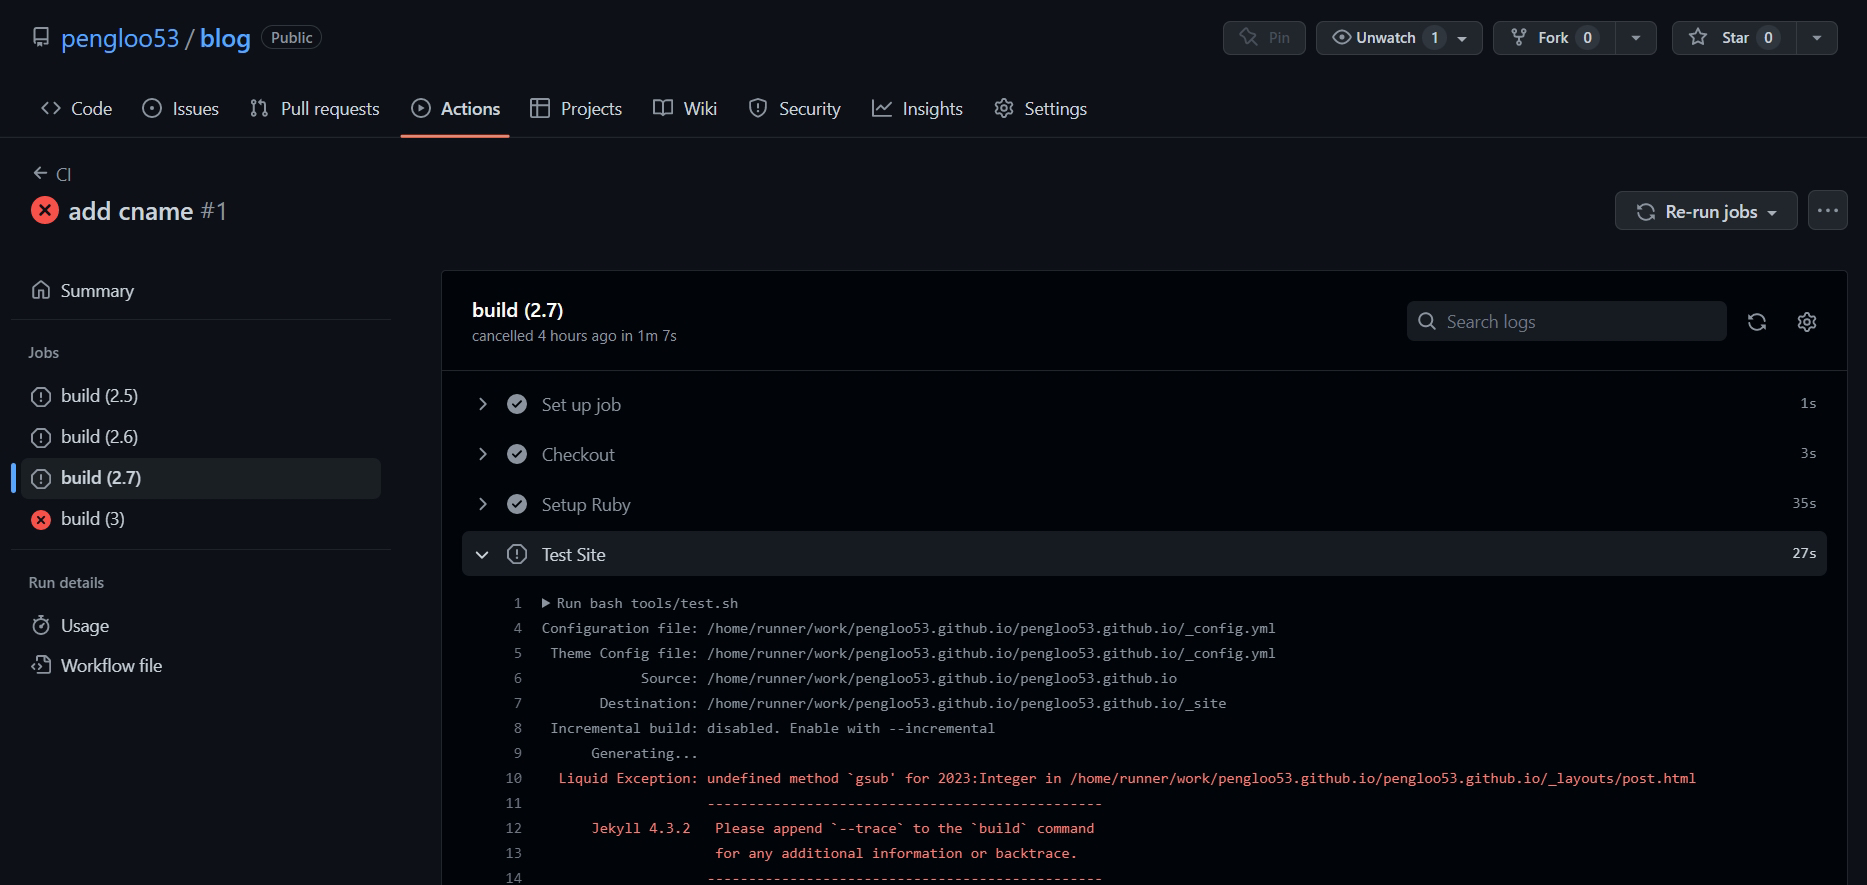 pengloo53 / blog Public
Pin
Unwatch 1
Fork 0
Star 0
Code
Issues
Pull requests
Actions
Projects
Wiki
Security
Insights
Settings
CI
add cname #1
Re-run jobs
Summary
Jobs
build (2.5)
build (2.6)
build (2.7)
build (3)
Run details
Usage
Workflow file
build (2.7)
cancelled 4 hours ago in 1m 7s
Search logs
Set up job 1s
Checkout 3s
Setup Ruby 35s
Test Site 27s
1 Run bash tools/test.sh
4 Configuration file: /home/runner/work/pengloo53.github.io/pengloo53.github.io/_config.yml
5 Theme Config file: /home/runner/work/pengloo53.github.io/pengloo53.github.io/_config.yml
6 Source: /home/runner/work/pengloo53.github.io/pengloo53.github.io
7 Destination: /home/runner/work/pengloo53.github.io/pengloo53.github.io/_site
8 Incremental build: disabled. Enable with --incremental
9 Generating...
10 Liquid Exception: undefined method `gsub' for 2023:Integer in /home/runner/work/pengloo53.github.io/pengloo53.github.io/_layouts/post.html
11 ------------------------------------------------
12 Jekyll 4.3.2 Please append `--trace` to the `build` command
13 for any additional information or backtrace.
14 ------------------------------------------------